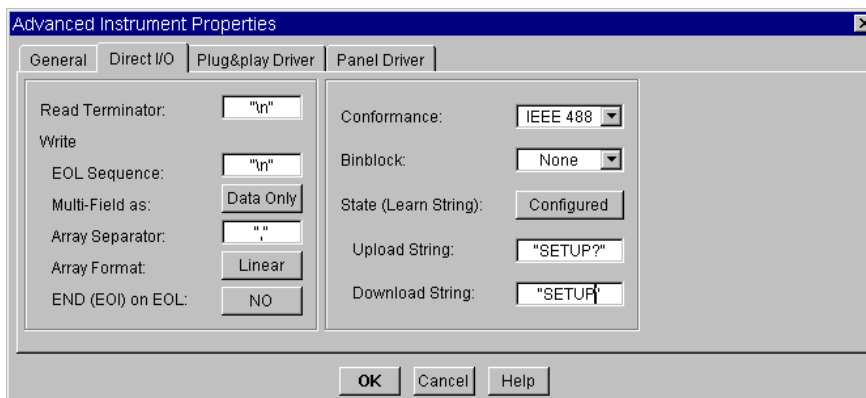 Advanced Instrument Properties
General Direct I/O Plug&play Driver Panel Driver
Read Terminator: "\n"
Write
EOL Sequence: "\n"
Multi-Field as: Data Only
Array Separator: ","
Array Format: Linear
END (EOI) on EOL: NO
Conformance: IEEE 488
Binblock: None
State (Learn String): Configured
Upload String: "SETUP?"
Download String: "SETUP"
OK Cancel Help